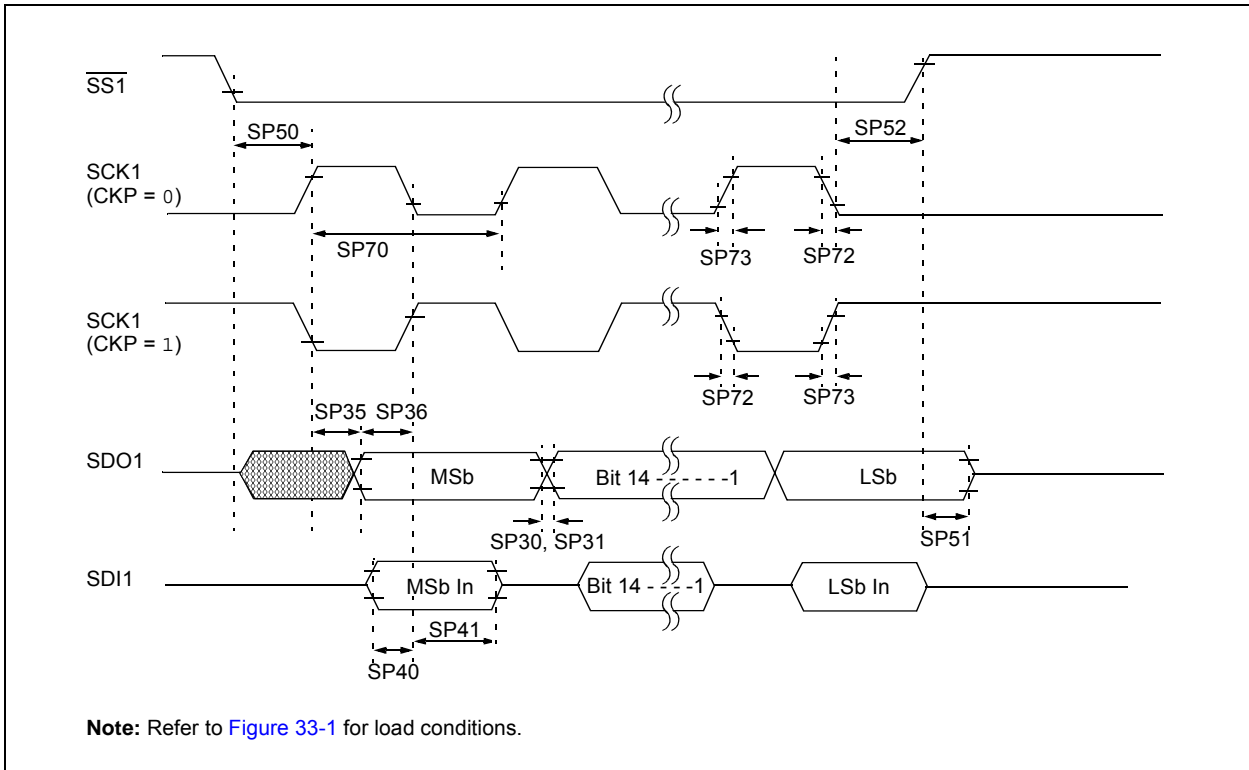 SS1
SP50
SP52
SCK1
(CKP = 0)
SP70
SP73
SP72
SCK1
(CKP = 1)
SP72
SP73
SP35
SP36
SDO1
MSb
Bit 14 - - - - - - -1
LSb
SP30, SP31
SP51
SDI1
MSb In
Bit 14 - - - - -1
LSb In
SP41
SP40
Note: Refer to Figure 33-1 for load conditions.